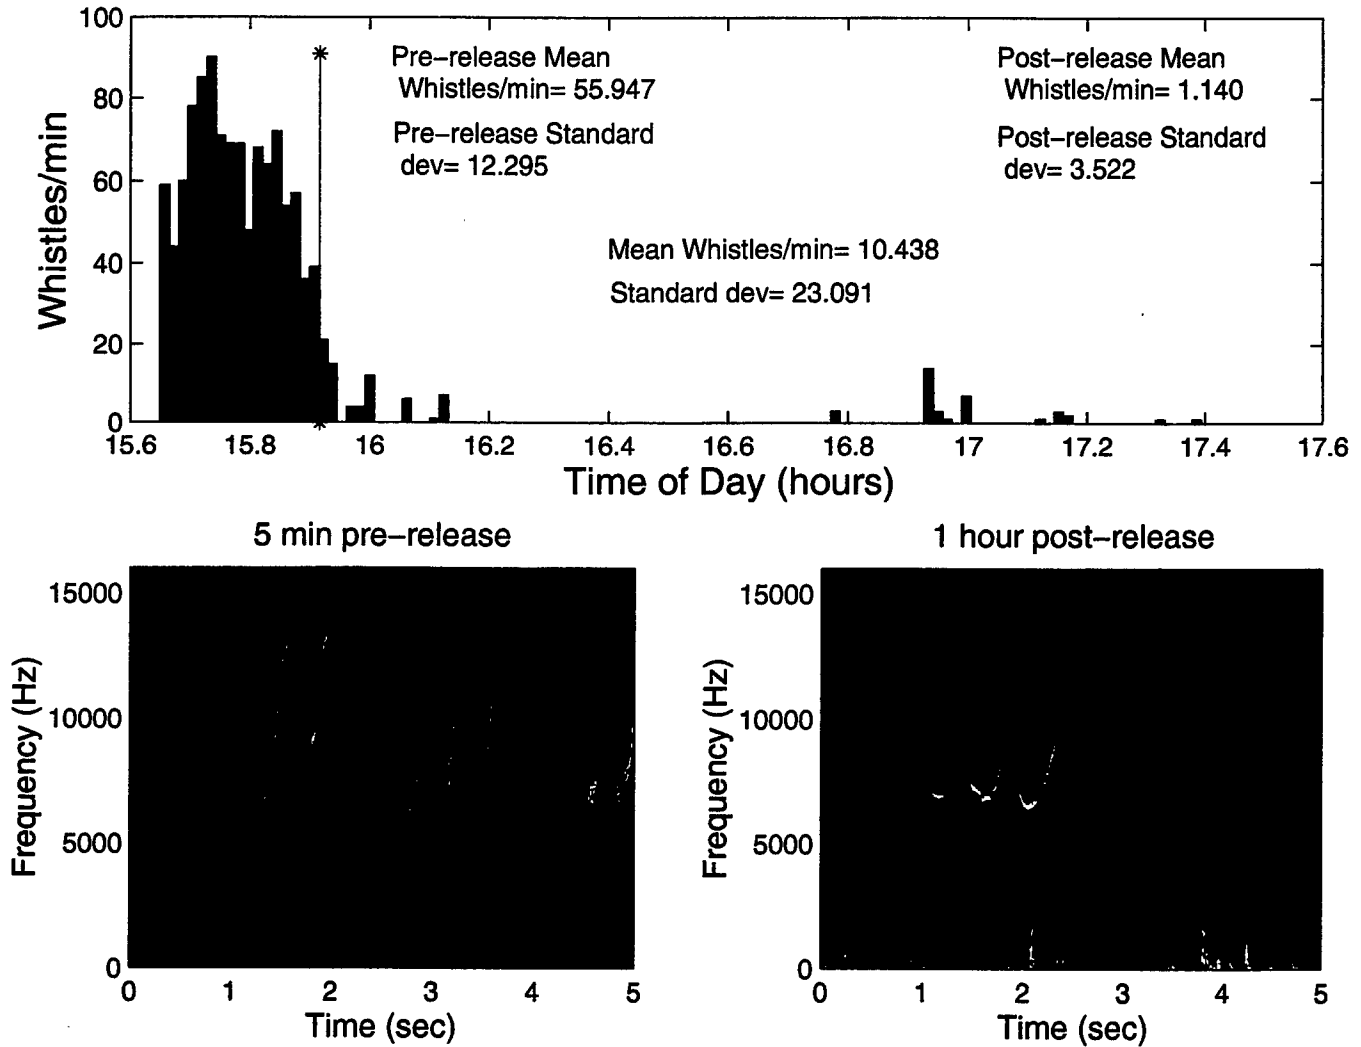 100
80
60
40
20
0
Whistles/min
Pre-release Mean
Whistles/min= 55.947
Pre-release Standard
dev= 12.295
Post-release Mean
Whistles/min= 1.140
Post-release Standard
dev= 3.522
Mean Whistles/min= 10.438
Standard dev= 23.091
15.6 15.8 16 16.2 16.4 16.6 16.8 17 17.2 17.4 17.6
Time of Day (hours)
5 min pre-release
15000
10000
5000
0
Frequency (Hz)
0 1 2 3 4 5
Time (sec)
1 hour post-release
15000
10000
5000
0
Frequency (Hz)
0 1 2 3 4 5
Time (sec)